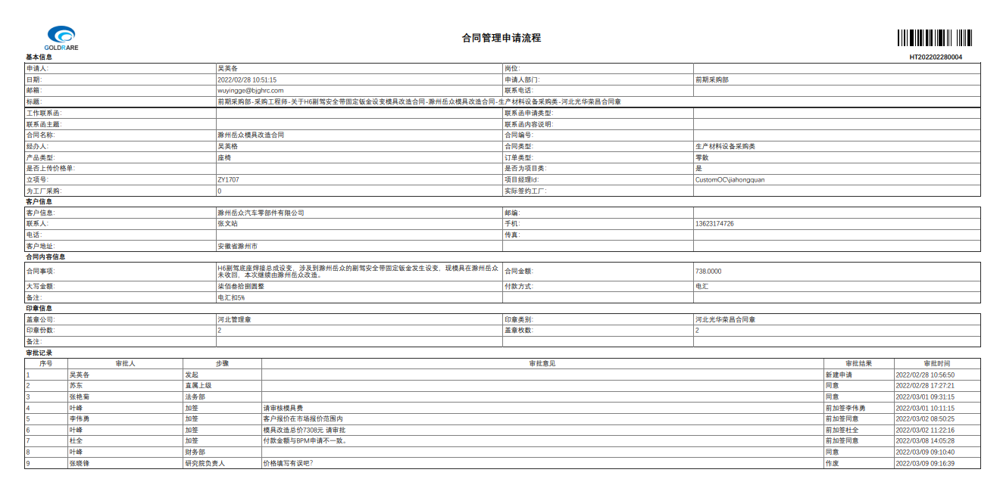 GOLDRARE
合同管理申请流程
HT202202280004
基本信息
申请人: 吴英各 岗位:
日期: 2022/02/28 10:51:15 申请人部门: 前期采购部
邮箱: wuyingge@bjghrc.com 联系电话:
标题: 前期采购部-采购工程师-关于H6副驾安全带固定钣金设变模具改造合同-滁州岳众模具改造合同-生产材料设备采购类-河北光华荣昌合同章
工作联系函: 联系函申请类型:
联系函主题: 联系函内容说明:
合同名称: 滁州岳众模具改造合同 合同编号:
经办人: 吴英格 合同类型: 生产材料设备采购类
产品类型: 座椅 订单类型: 零散
是否上传价格单: 是否为项目类: 是
立项号: ZY1707 项目经理Id: CustomOC\jiahongquan
为工厂采购: 0 实际签约工厂:
客户信息
客户信息: 滁州岳众汽车零部件有限公司 邮编:
联系人: 张文站 手机: 13623174726
电话: 传真:
客户地址: 安徽省滁州市
合同内容信息
合同事项: H6副驾底座焊接总成设变，涉及到滁州岳众的副驾安全带固定钣金发生设变，现模具在滁州岳众 合同金额: 738.0000
未收回，本次继续由滁州岳众改造。
大写金额: 柒佰叁拾捌圆整 付款方式: 电汇
备注: 电汇扣5%
印章信息
盖章公司: 河北管理章 印章类别: 河北光华荣昌合同章
印章份数: 2 盖章枚数: 2
备注:
审批记录
序号 审批人 步骤 审批意见 审批结果 审批时间
1 吴英各 发起 新建申请 2022/02/28 10:56:50
2 苏东 直属上级 同意 2022/02/28 17:27:21
3 张艳菊 法务部 同意 2022/03/01 09:31:15
4 叶峰 加签 请审核模具费 前加签李伟勇 2022/03/01 10:11:15
5 李伟勇 加签 客户报价在市场报价范围内 前加签同意 2022/03/02 08:50:25
6 叶峰 加签 模具改造总价7308元 请审批 前加签杜全 2022/03/02 11:22:16
7 杜全 加签 付款金额与BPM申请不一致。 前加签同意 2022/03/08 14:05:28
8 叶峰 财务部 同意 2022/03/09 09:10:40
9 张晓锋 研究院负责人 价格填写有误吧? 作废 2022/03/09 09:16:39